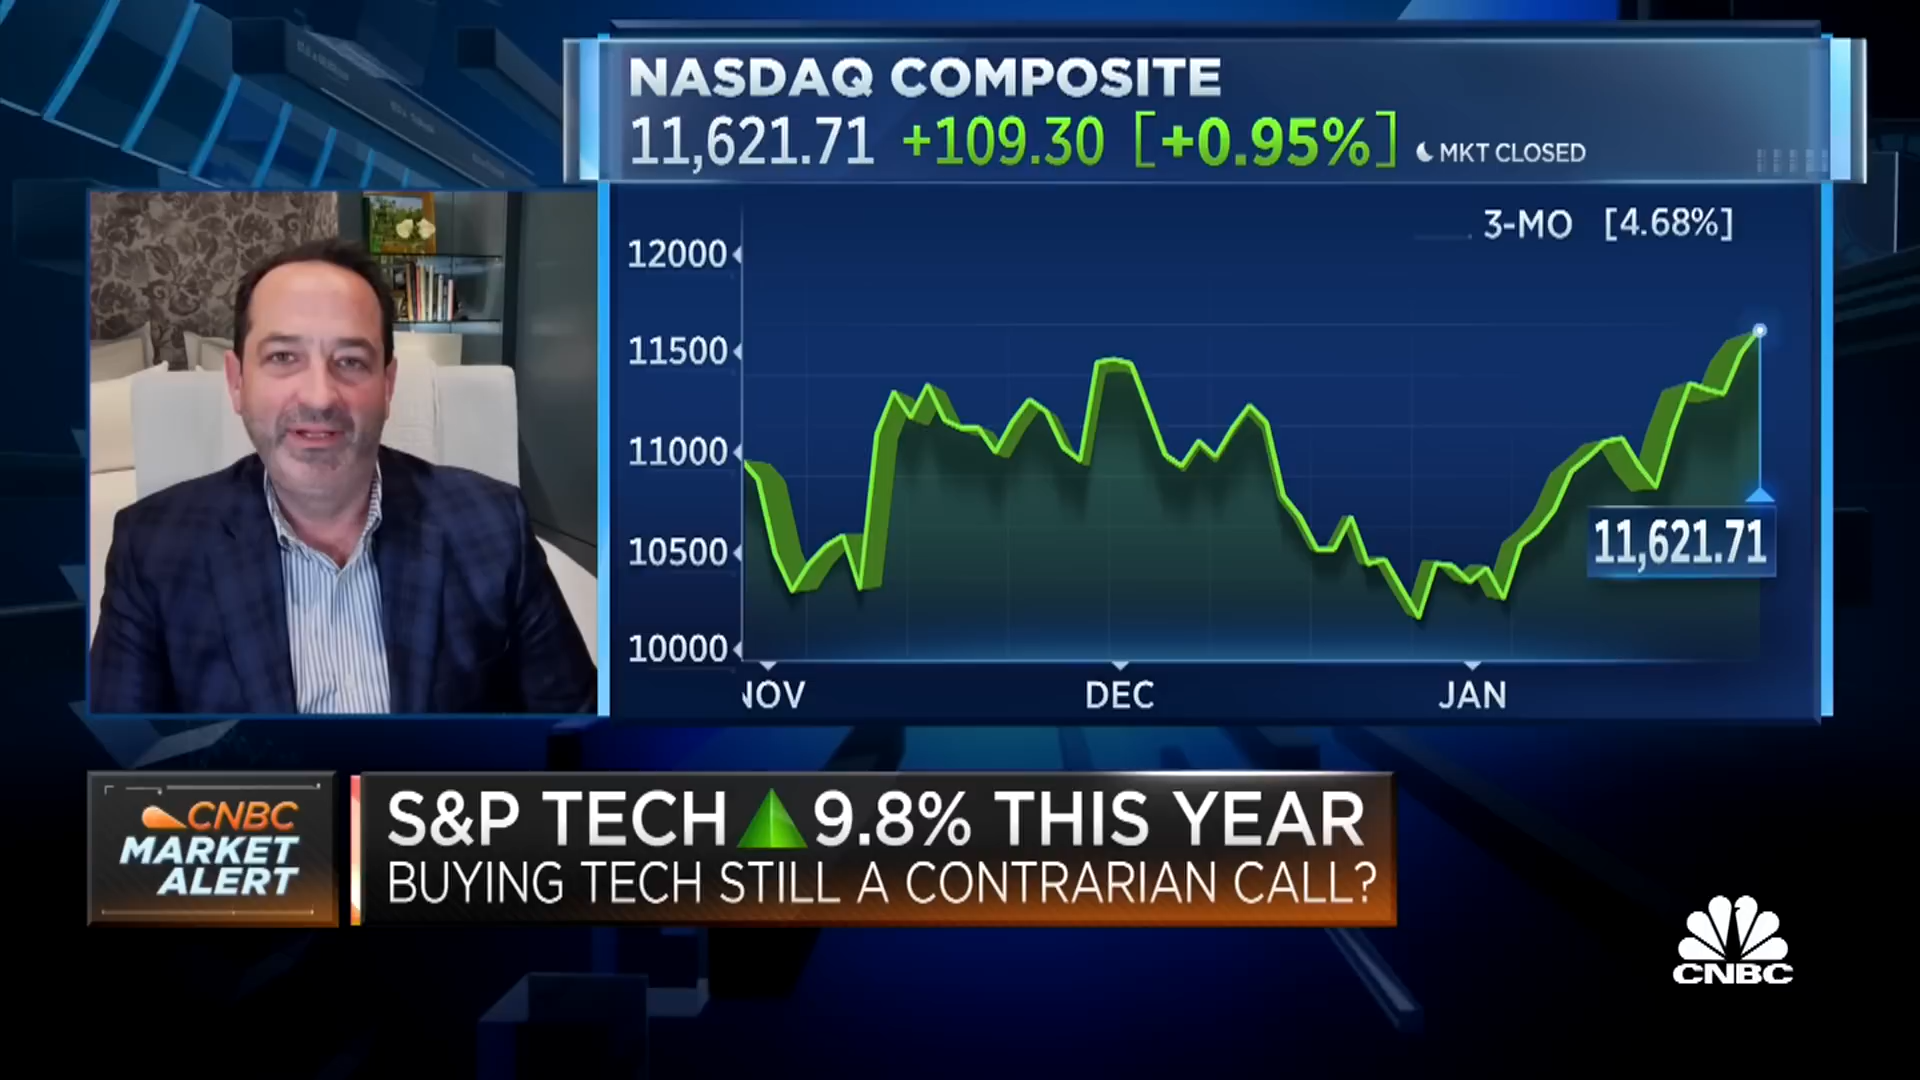 NASDAQ COMPOSITE
11,621.71 +109.30 [+0.95%] MKT CLOSED
3-MO [4.68%]
12000
11500
11000
10500
10000
11,621.71
NOV DEC JAN
CNBC
MARKET
ALERT
S&P TECH ▲ 9.8% THIS YEAR
BUYING TECH STILL A CONTRARIAN CALL?
CNBC